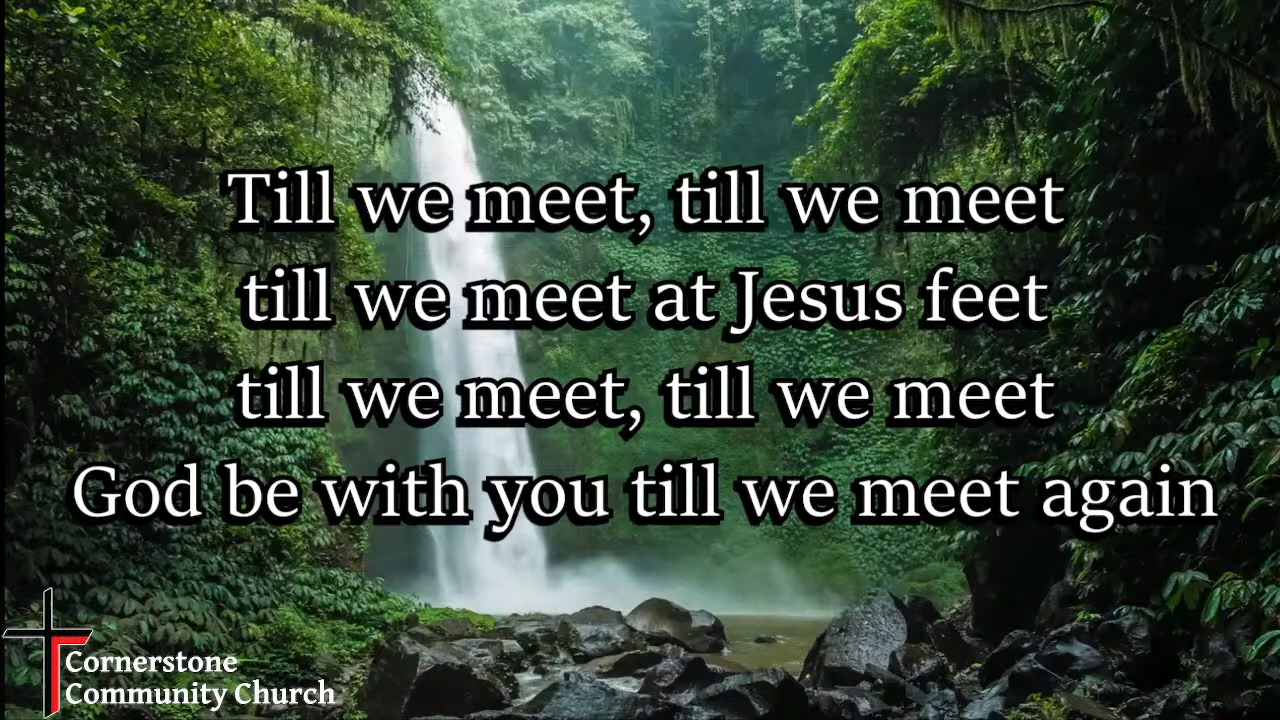 Till we meet, till we meet
till we meet at Jesus feet
till we meet, till we meet
God be with you till we meet again
Cornerstone
Community Church